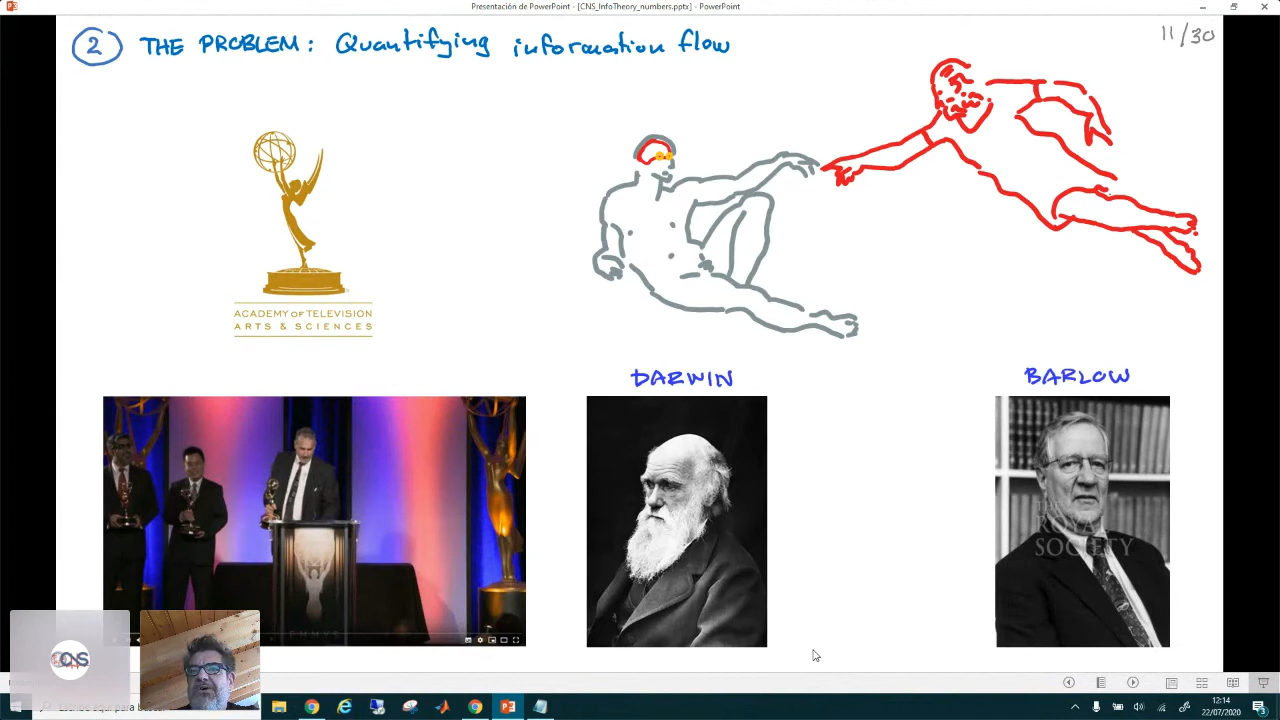 Presentación de PowerPoint - [CNS_InfoTheory_numbers.pptx] - PowerPoint
2 THE PROBLEM: Quantifying information flow
11/30
ACADEMY OF TELEVISION
ARTS & SCIENCES
DARWIN
BARLOW
THE
ROYAL
SOCIETY
EMMYS
CNS
12:14
22/07/2020